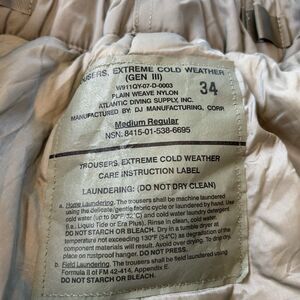 USERS, EXTREME COLD WEATHER
(GEN III)
W911QY-07-D-0003
PLAIN WEAVE NYLON
34
ATLANTIC DIVING SUPPLY, INC.
MANUFACTURED BY: DJ MANUFACTURING, CORP.
Medium Regular
NSN: 8415-01-538-6695
TROUSERS, EXTREME COLD WEATHER
CARE INSTRUCTION LABEL
LAUNDERING: (DO NOT DRY CLEAN)
a. Home Laundering. The trousers shall be machine laundered
using the delicate/gentle fabric cycle or laundered by hand. Use
cold water (up to 90°F, 32°C) and cold water laundry detergent
(i.e., Liquid Tide or Era Plus). Rinse in clean, cold water.
DO NOT STARCH OR BLEACH. Dry in a tumble dryer at
temperature not exceeding 130°F (54°C) as degradation of the
component materials will result. Avoid over drying. To drip dry,
place on rustproof hanger. DO NOT PRESS.
b. Field Laundering. The trousers shall be field laundered using
Formula II of FM 42-414, Appendix E.
DO NOT STARCH OR BLEACH.